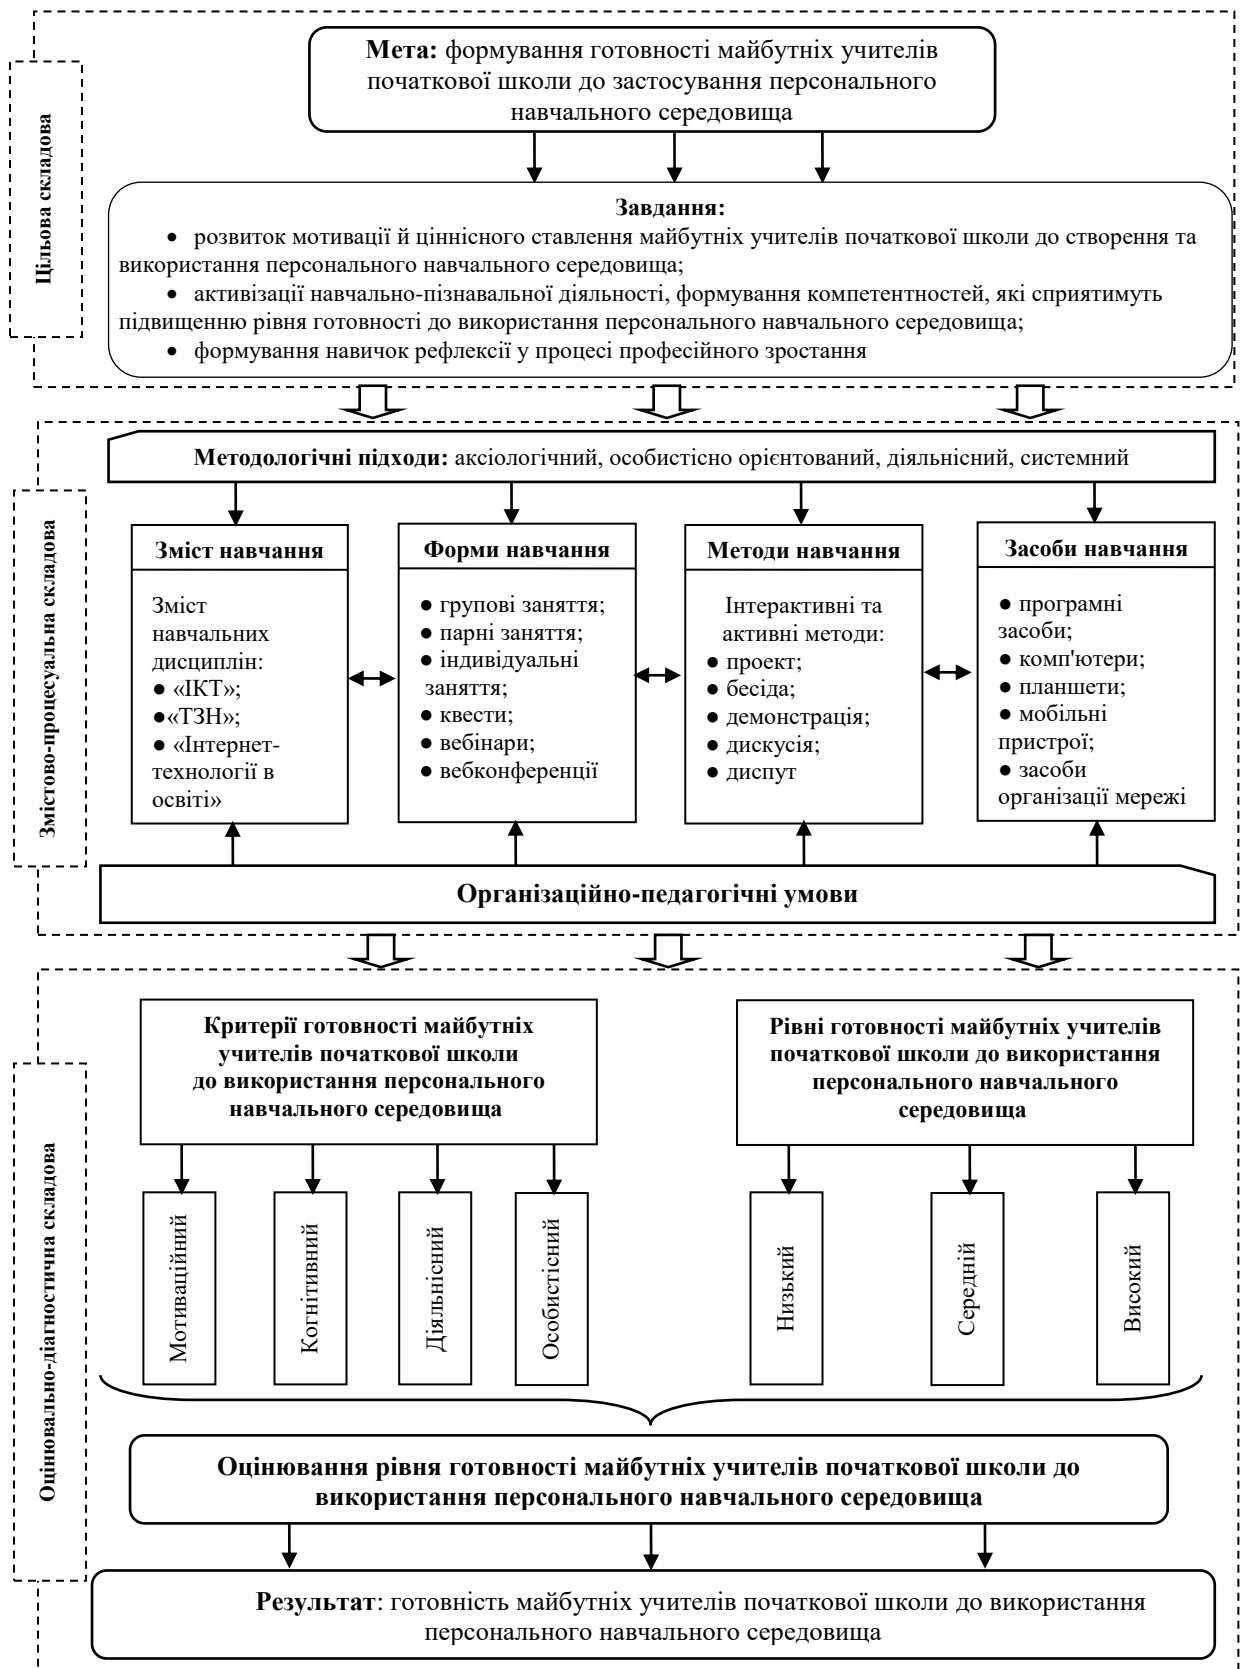 Цільова складова
Мета: формування готовності майбутніх учителів
початкової школи до застосування персонального
навчального середовища
Завдання:
● розвиток мотивації й ціннісного ставлення майбутніх учителів початкової школи до створення та
використання персонального навчального середовища;
● активізації навчально-пізнавальної діяльності, формування компетентностей, які сприятимуть
підвищенню рівня готовності до використання персонального навчального середовища;
● формування навичок рефлексії у процесі професійного зростання
Змістово-процесуальна складова
Методологічні підходи: аксіологічний, особистісно орієнтований, діяльнісний, системний
Зміст навчання
Зміст
навчальних
дисциплін:
● «ІКТ»;
●«ТЗН»;
● «Інтернет-
технології в
освіті»
Форми навчання
● групові заняття;
● парні заняття;
● індивідуальні
заняття;
● квести;
● вебінари;
● вебконференції
Методи навчання
Інтерактивні та
активні методи:
● проект;
● бесіда;
● демонстрація;
● дискусія;
● диспут
Засоби навчання
● програмні
засоби;
● комп'ютери;
● планшети;
● мобільні
пристрої;
● засоби
організації мережі
Організаційно-педагогічні умови
Оцінювально-діагностична складова
Критерії готовності майбутніх
учителів початкової школи
до використання персонального
навчального середовища
Мотиваційний
Когнітивний
Діяльнісний
Особистісний
Рівні готовності майбутніх учителів
початкової школи до використання
персонального навчального
середовища
Низький
Середній
Високий
Оцінювання рівня готовності майбутніх учителів початкової школи до
використання персонального навчального середовища
Результат: готовність майбутніх учителів початкової школи до використання
персонального навчального середовища